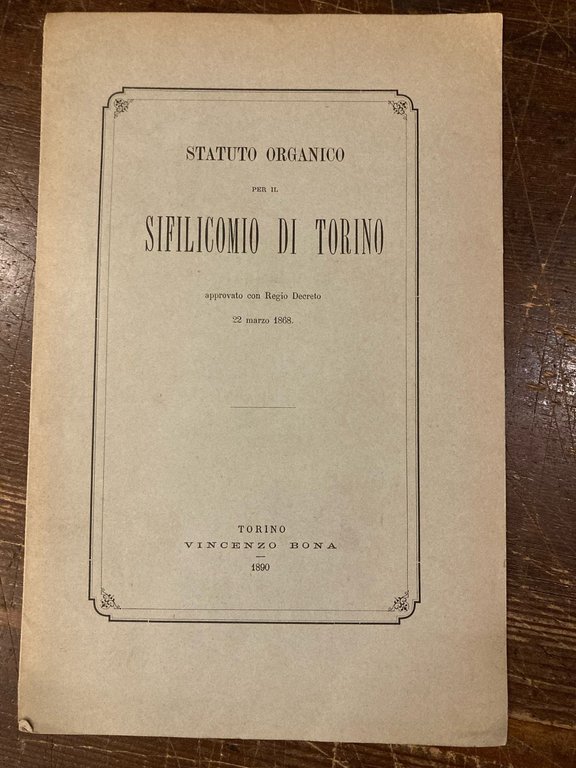 STATUTO ORGANICO
PER IL
SIFILICOMIO DI TORINO
approvato con Regio Decreto
22 marzo 1868.
TORINO
VINCENZO BONA
1890